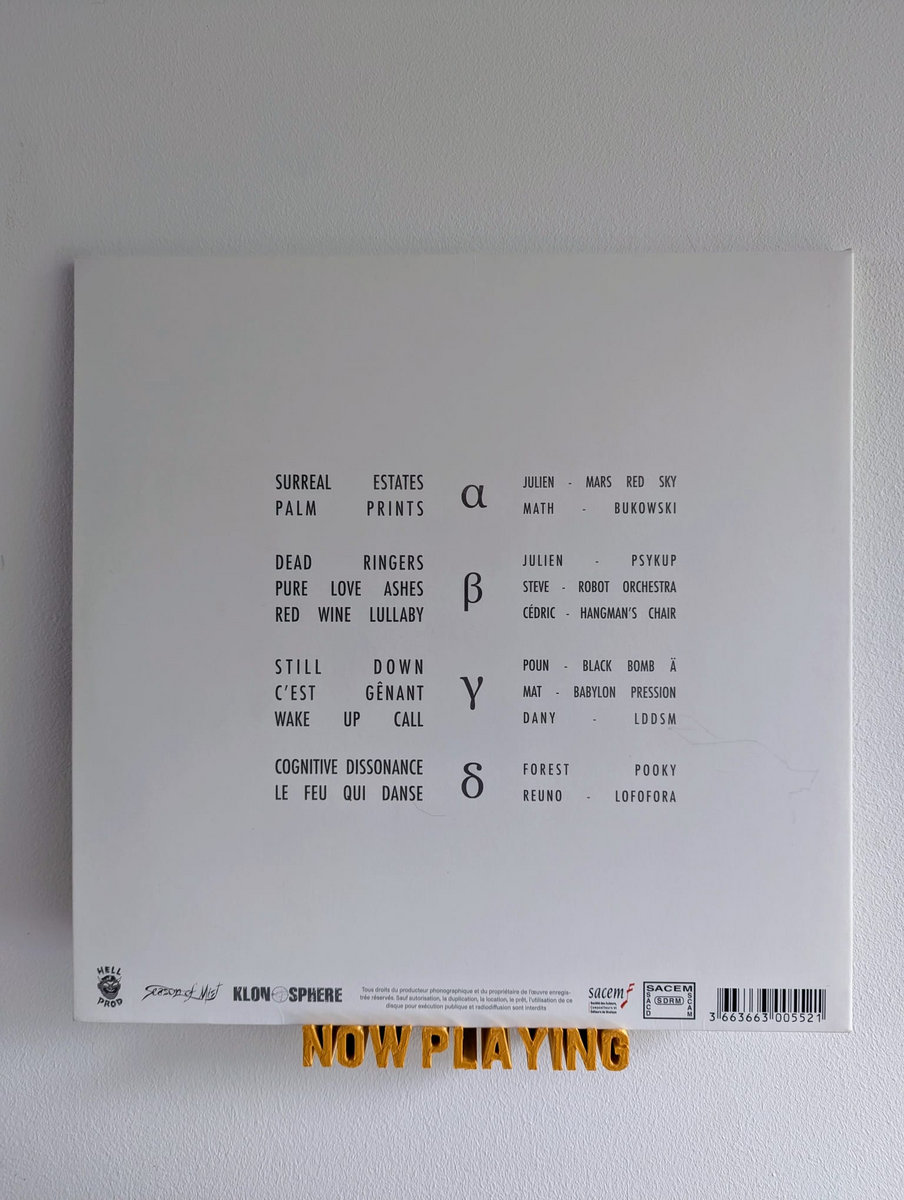 SURREAL ESTATES
PALM PRINTS
α
JULIEN - MARS RED SKY
MATH - BUKOWSKI
DEAD RINGERS
PURE LOVE ASHES
RED WINE LULLABY
β
JULIEN - PSYKUP
STEVE - ROBOT ORCHESTRA
CÉDRIC - HANGMAN'S CHAIR
STILL DOWN
C'EST GÊNANT
WAKE UP CALL
γ
POUN - BLACK BOMB Ä
MAT - BABYLON PRESSION
DANY - LDDSM
COGNITIVE DISSONANCE
LE FEU QUI DANSE
δ
FOREST POOKY
REUNO - LOFOFORA
HELL
PROD
Season of Mist
KLONOSPHERE
Tous droits du producteur phonographique et du propriétaire de l'œuvre enregis-
trée réservés. Sauf autorisation, la duplication, la location, le prêt, l'utilisation de ce
disque pour exécution publique et radiodiffusion sont interdits
sacem
SACEM
SACD
SDRM
SCAM
3 663663 005521
NOW PLAYING